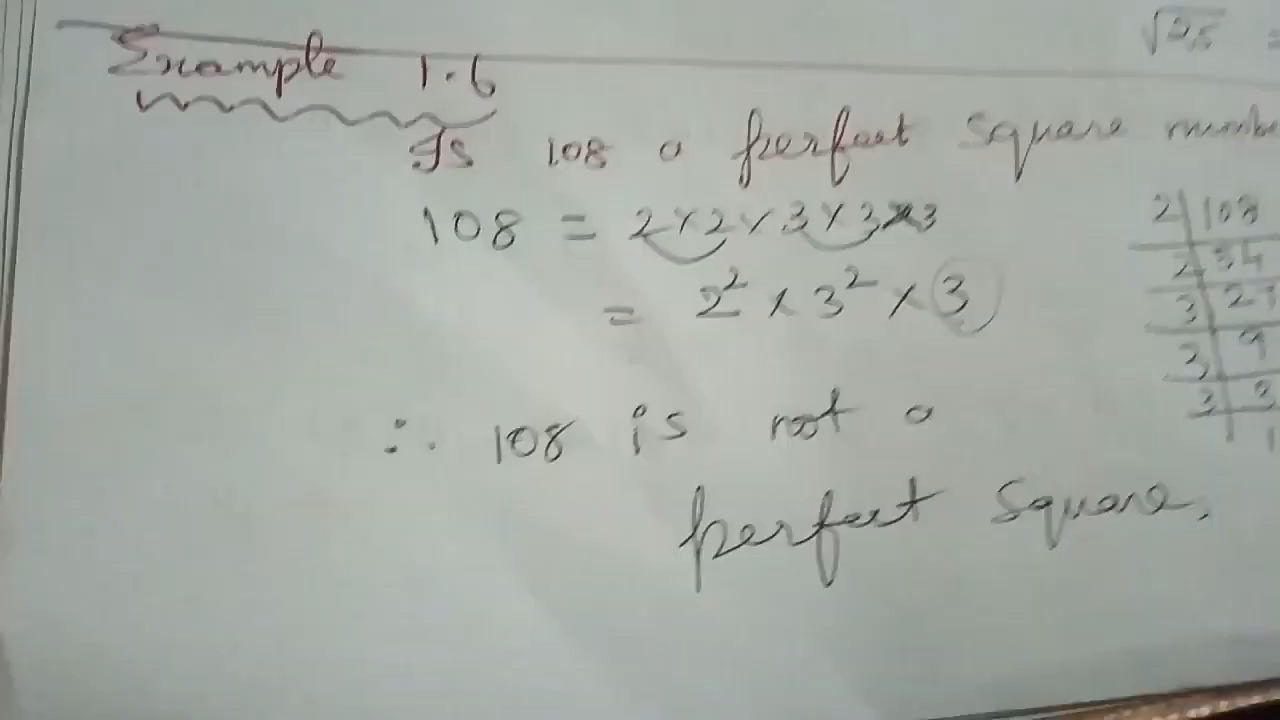 √25 =
Example 1.6
Is 108 a perfect square numbe
108 = 2×2×3×3×3
= 2² × 3² × 3
∴ 108 is not a
perfect square.
2 | 108
2 | 54
3 | 27
3 | 9
3 | 3
1